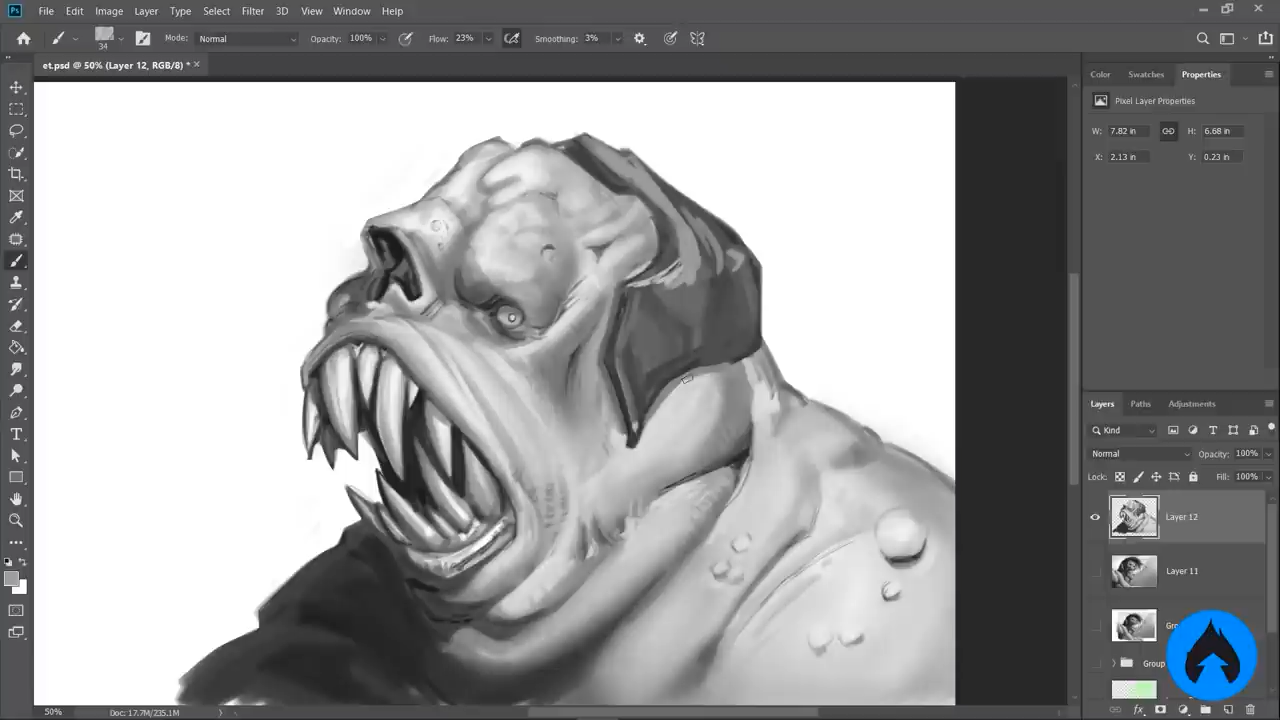 Ps File Edit Image Layer Type Select Filter 3D View Window Help
34 Mode: Normal Opacity: 100% Flow: 23% Smoothing: 3%
et.psd @ 50% (Layer 12, RGB/8) *
Color Swatches Properties
Pixel Layer Properties
W: 7.82 in H: 6.68 in
X: 2.13 in Y: 0.23 in
Layers Paths Adjustments
Kind
Normal Opacity: 100%
Lock: Fill: 100%
Layer 12
Layer 11
Group
50% Doc: 17.7M/235.1M